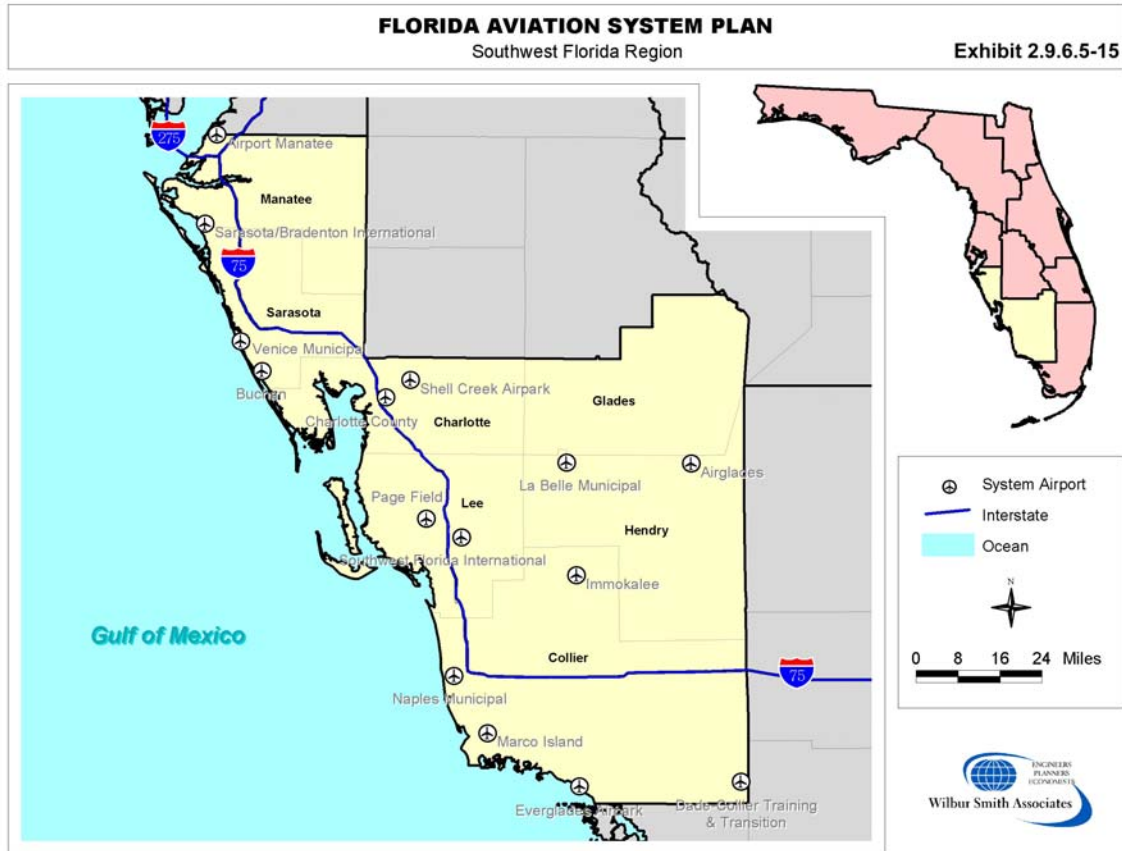 FLORIDA AVIATION SYSTEM PLAN
Southwest Florida Region
Exhibit 2.9.6.5-15
275
Airport Manatee
Manatee
Sarasota/Bradenton International
75
Sarasota
Venice Municipal
Buchan
Shell Creek Airpark
Charlotte County
Charlotte
Glades
La Belle Municipal
Airglades
Page Field
Lee
Hendry
Southwest Florida International
Immokalee
Gulf of Mexico
Collier
75
Naples Municipal
Marco Island
Everglades Airpark
Dade-Collier Training
& Transition
System Airport
Interstate
Ocean
N
0 8 16 24 Miles
ENGINEERS
PLANNERS
ECONOMISTS
Wilbur Smith Associates